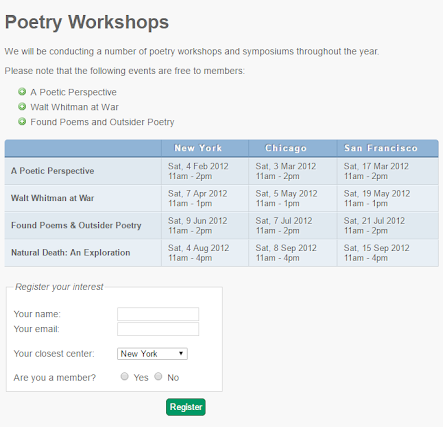 Poetry Workshops
We will be conducting a number of poetry workshops and symposiums throughout the year.
Please note that the following events are free to members:
A Poetic Perspective
Walt Whitman at War
Found Poems and Outsider Poetry
New York Chicago San Francisco
A Poetic Perspective Sat, 4 Feb 2012 11am - 2pm Sat, 3 Mar 2012 11am - 2pm Sat, 17 Mar 2012 11am - 2pm
Walt Whitman at War Sat, 7 Apr 2012 11am - 1pm Sat, 5 May 2012 11am - 1pm Sat, 19 May 2012 11am - 1pm
Found Poems & Outsider Poetry Sat, 9 Jun 2012 11am - 2pm Sat, 7 Jul 2012 11am - 2pm Sat, 21 Jul 2012 11am - 2pm
Natural Death: An Exploration Sat, 4 Aug 2012 11am - 4pm Sat, 8 Sep 2012 11am - 4pm Sat, 15 Sep 2012 11am - 4pm
Register your interest
Your name:
Your email:
Your closest center: New York
Are you a member? Yes No
Register